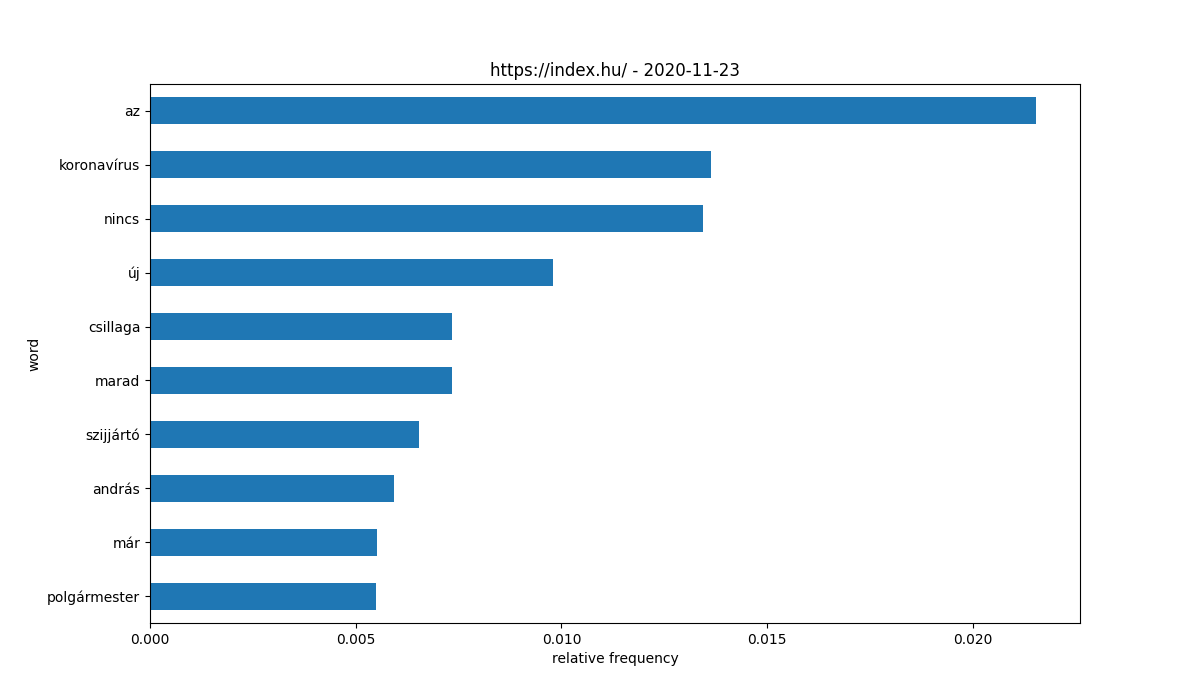 https://index.hu/ - 2020-11-23
az
koronavírus
nincs
új
csillaga
marad
szijjártó
andrás
már
polgármester
word
0.000 0.005 0.010 0.015 0.020
relative frequency